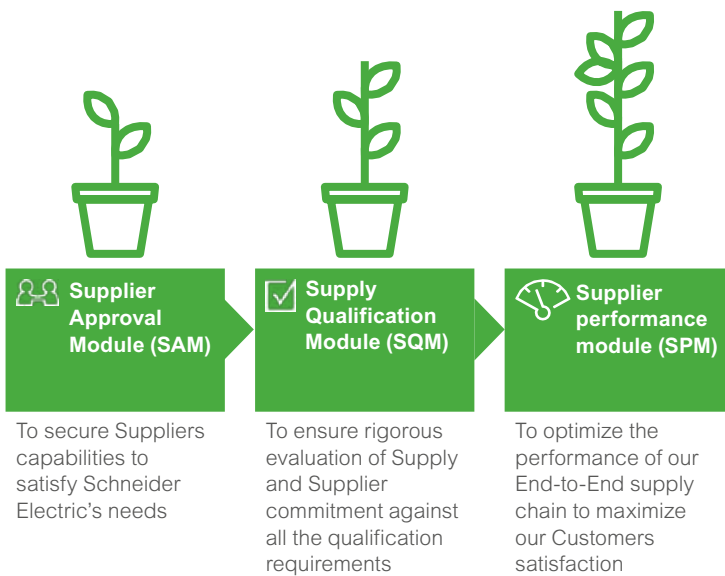 Supplier
Approval
Module (SAM)
Supply
Qualification
Module (SQM)
Supplier
performance
module (SPM)
To secure Suppliers
capabilities to
satisfy Schneider
Electric's needs
To ensure rigorous
evaluation of Supply
and Supplier
commitment against
all the qualification
requirements
To optimize the
performance of our
End-to-End supply
chain to maximize
our Customers
satisfaction